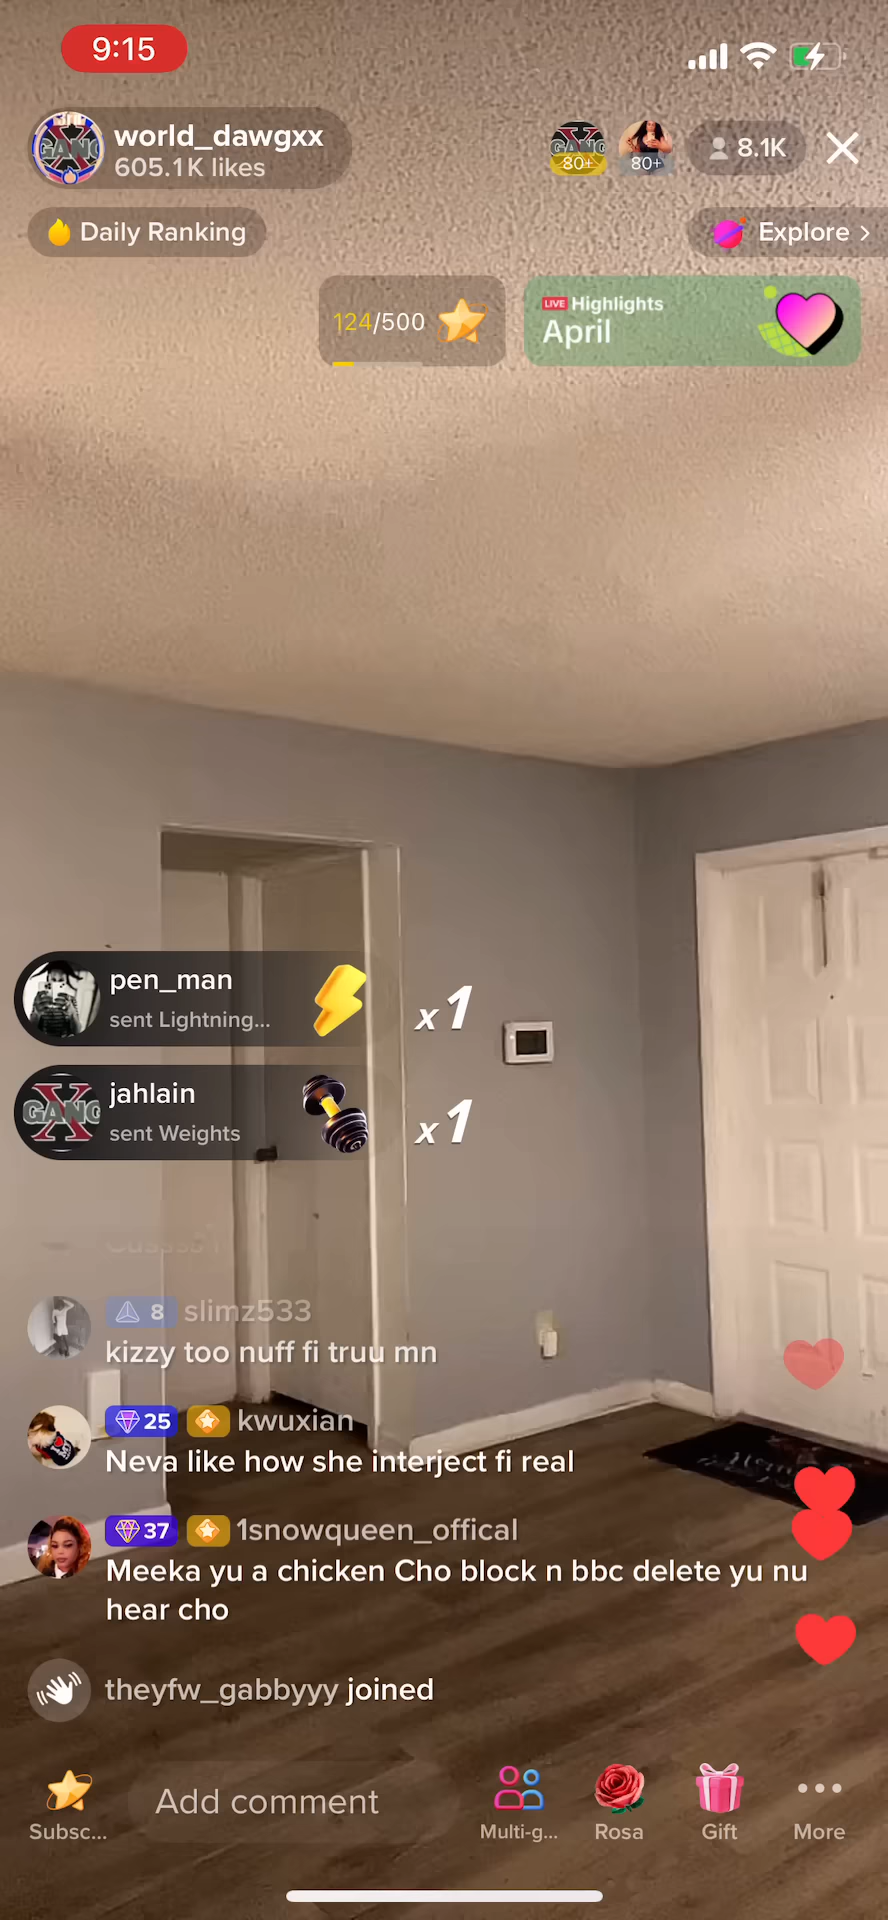 9:15
world_dawgxx
605.1K likes
GANG
X
80+
80+
8.1K
Daily Ranking
Explore >
124/500
LIVE Highlights
April
pen_man
sent Lightning...
x1
jahlain
sent Weights
x1
GANG
X
8 slimz533
kizzy too nuff fi truu mn
25 kwuxian
Neva like how she interject fi real
37 1snowqueen_offical
Meeka yu a chicken Cho block n bbc delete yu nu
hear cho
theyfw_gabbyyy joined
Subsc...
Add comment
Multi-g...
Rosa
Gift
More